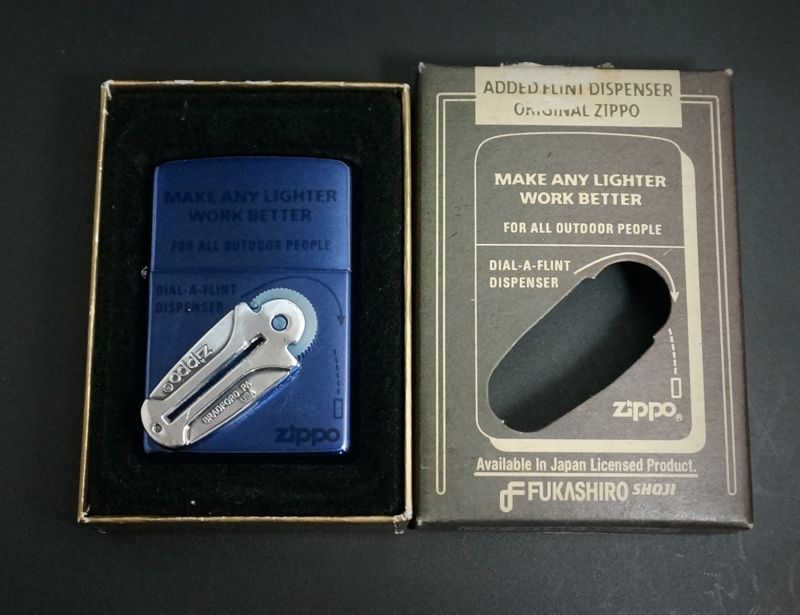 MAKE ANY LIGHTER
WORK BETTER
FOR ALL OUTDOOR PEOPLE
DIAL-A-FLINT
DISPENSER
zippo®
BRADFORD, PA.
USA
zippo
ADDED FLINT DISPENSER
ORIGINAL ZIPPO
MAKE ANY LIGHTER
WORK BETTER
FOR ALL OUTDOOR PEOPLE
DIAL-A-FLINT
DISPENSER
zippo®
Available In Japan Licensed Product.
FUKASHIRO SHOJI